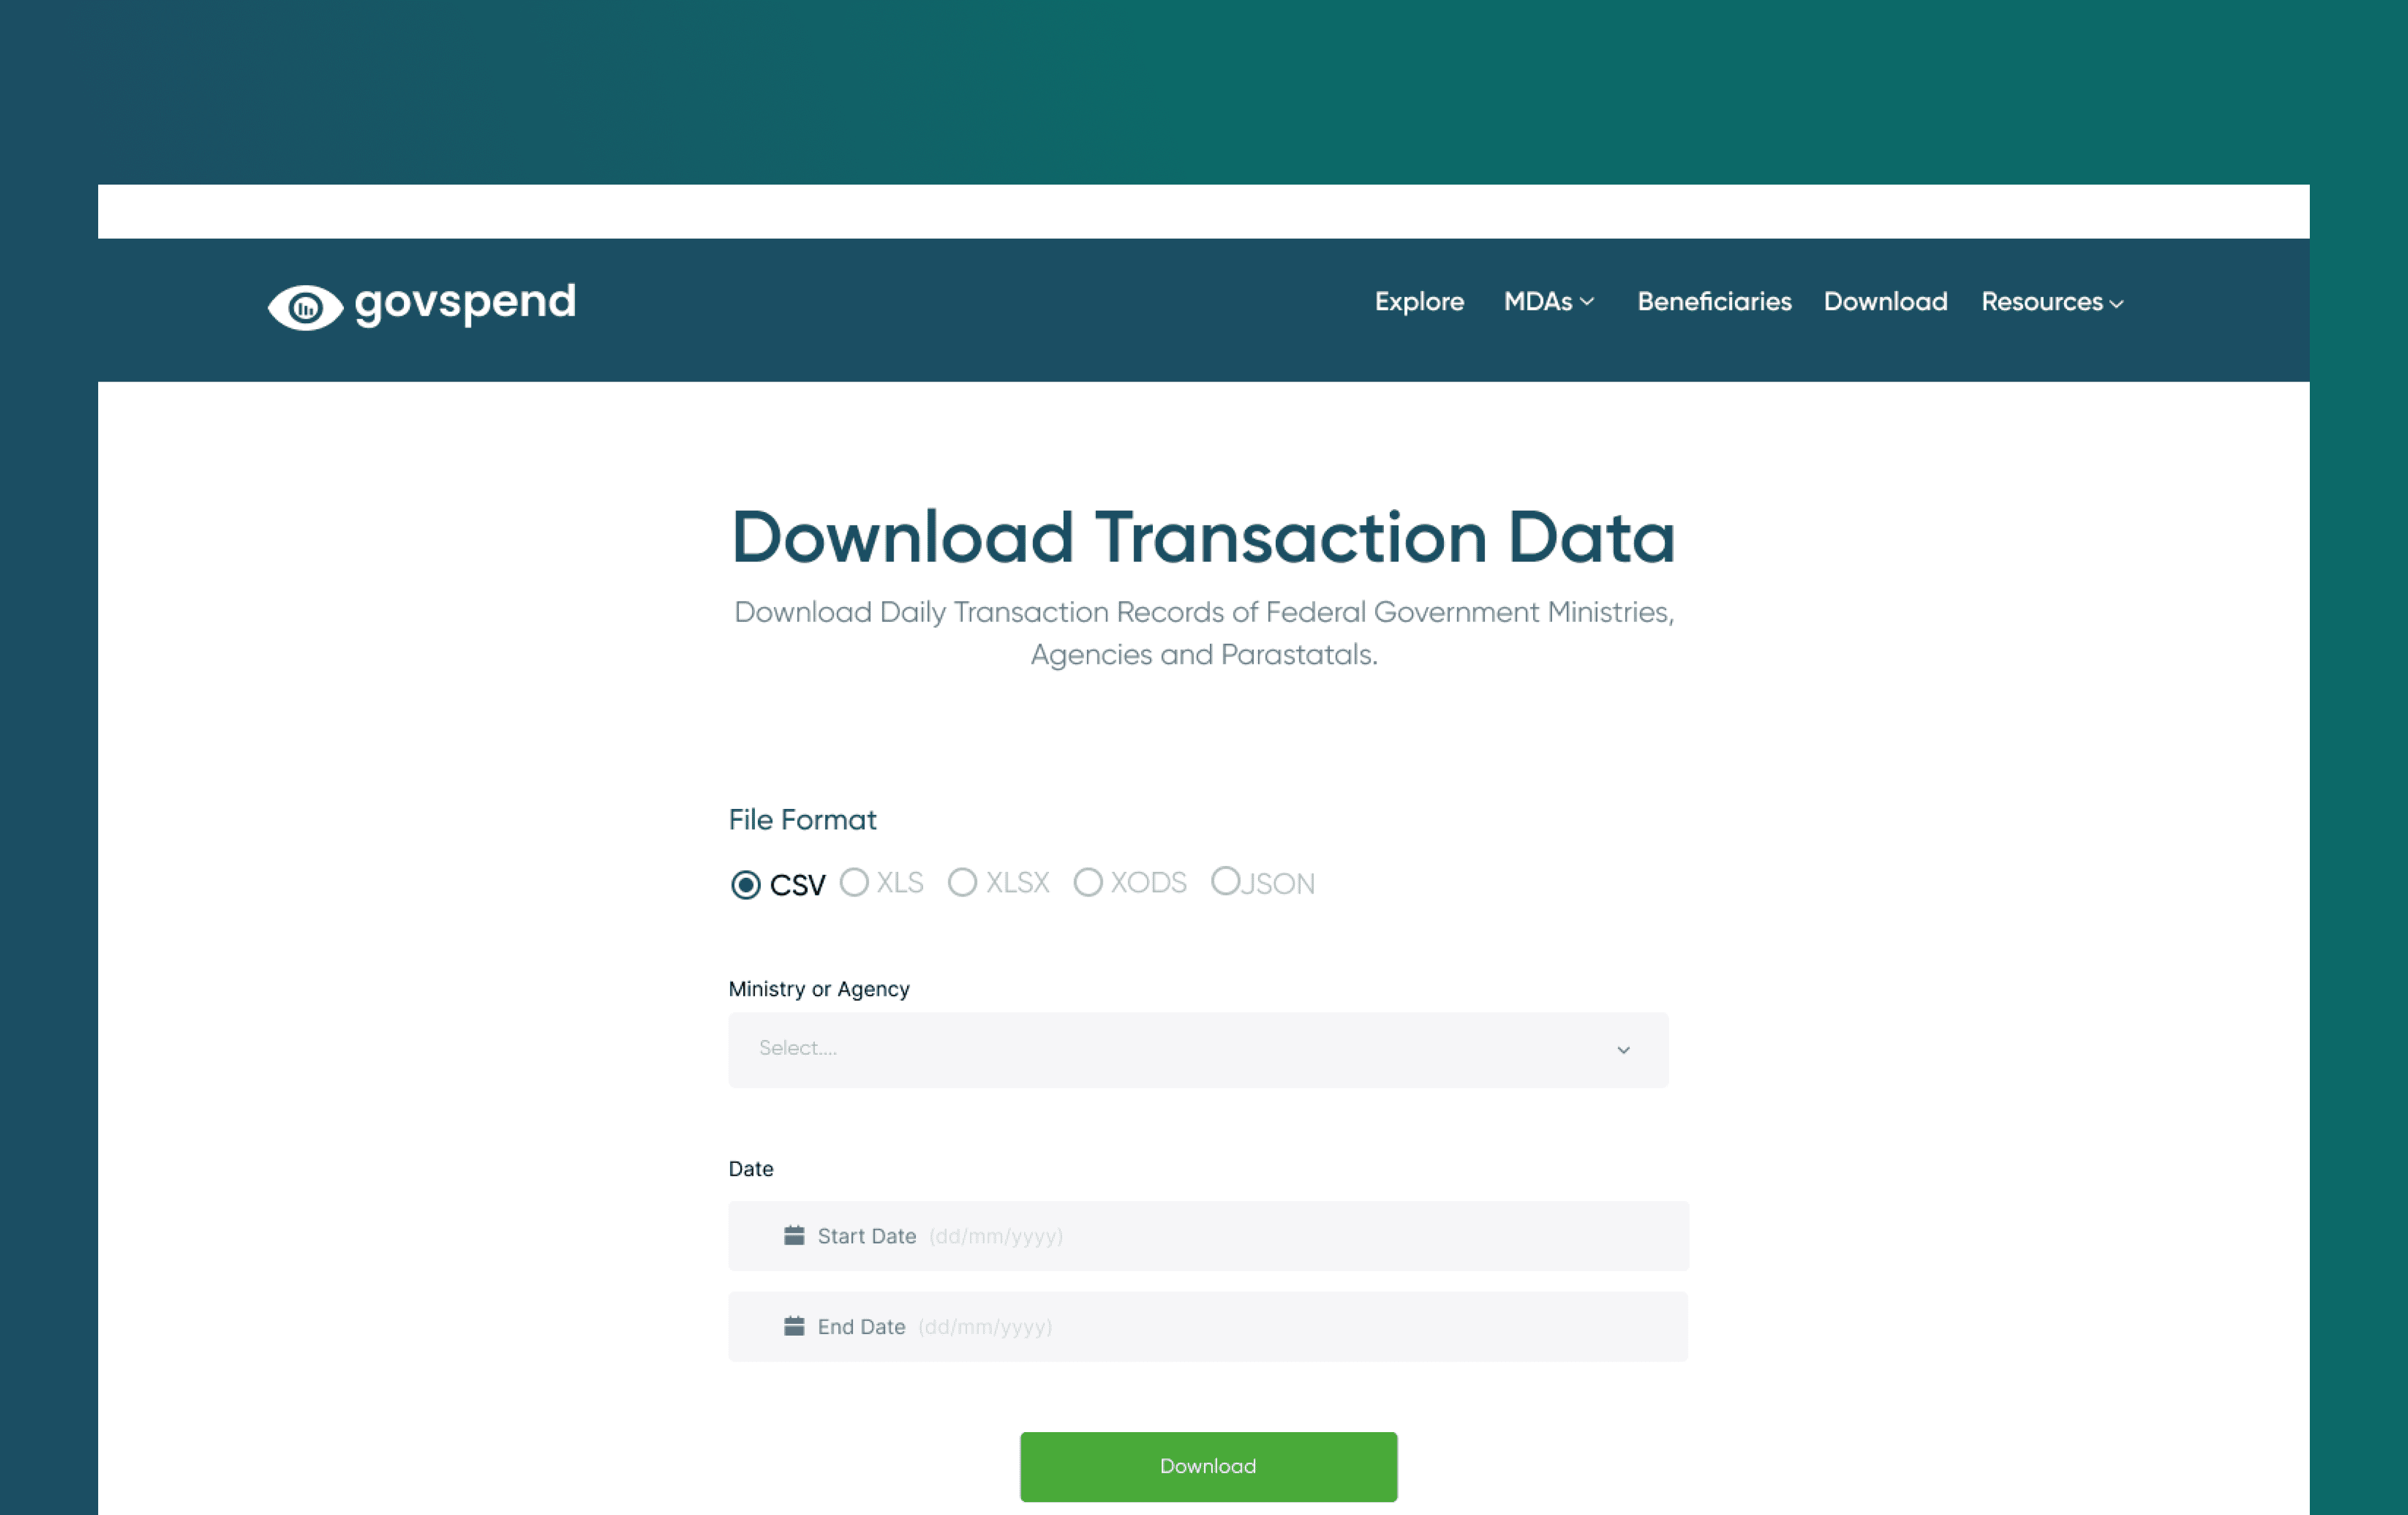 govspend
Explore MDAs Beneficiaries Download Resources
Download Transaction Data
Download Daily Transaction Records of Federal Government Ministries,
Agencies and Parastatals.
File Format
CSV XLS XLSX XODS JSON
Ministry or Agency
Select....
Date
Start Date (dd/mm/yyyy)
End Date (dd/mm/yyyy)
Download